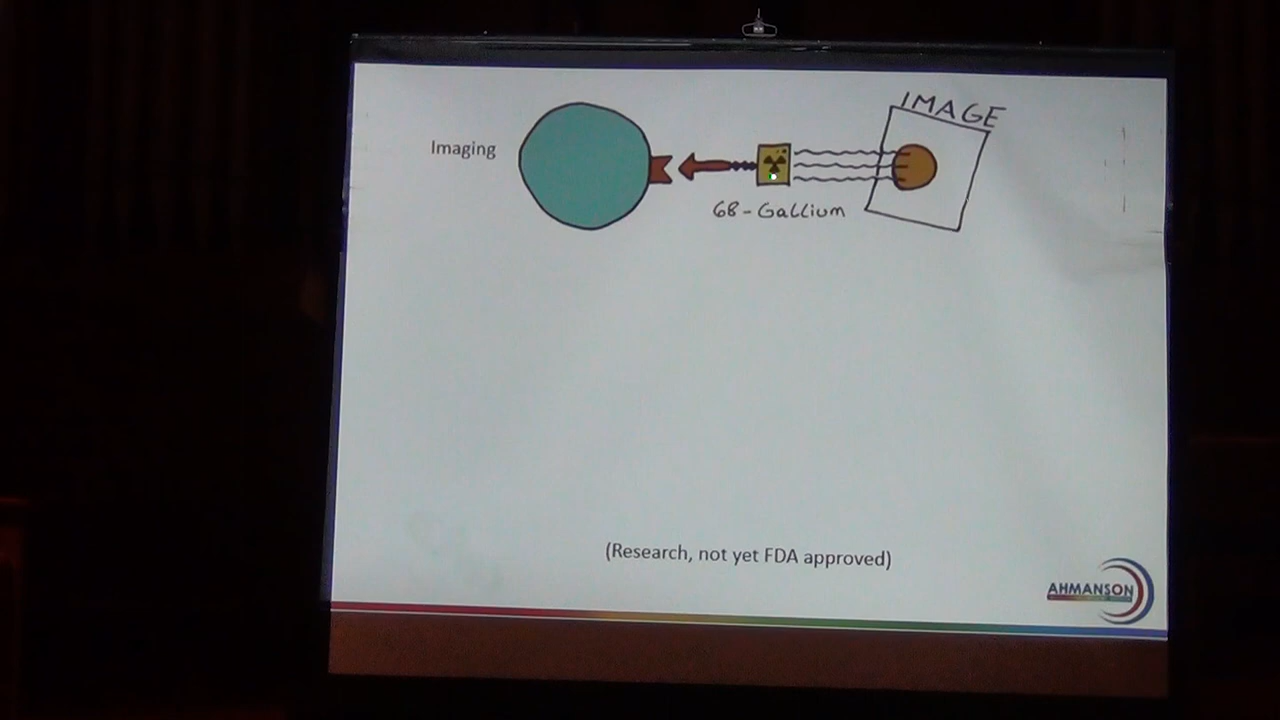 IMAGE
Imaging
68-Gallium
(Research, not yet FDA approved)
AHMANSON